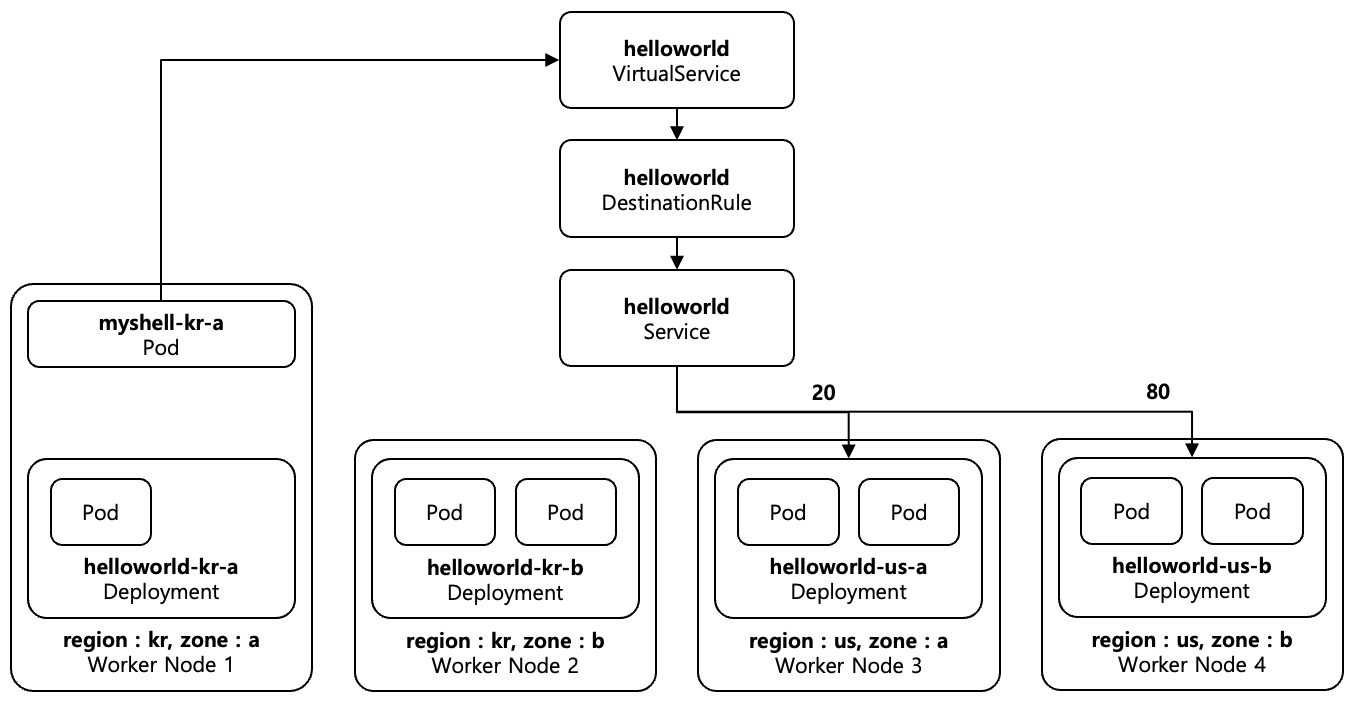 helloworld
VirtualService
helloworld
DestinationRule
helloworld
Service
myshell-kr-a
Pod
20
80
Pod
helloworld-kr-a
Deployment
region : kr, zone : a
Worker Node 1
Pod
Pod
helloworld-kr-b
Deployment
region : kr, zone : b
Worker Node 2
Pod
Pod
helloworld-us-a
Deployment
region : us, zone : a
Worker Node 3
Pod
Pod
helloworld-us-b
Deployment
region : us, zone : b
Worker Node 4